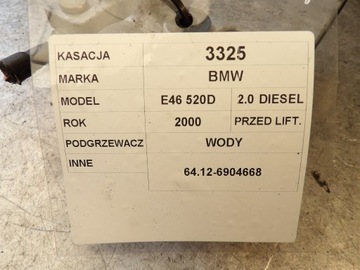 KASACJA 3325
MARKA BMW
MODEL E46 520D 2.0 DIESEL
ROK 2000 PRZED LIFT.
PODGRZEWACZ WODY
INNE
64.12-6904668